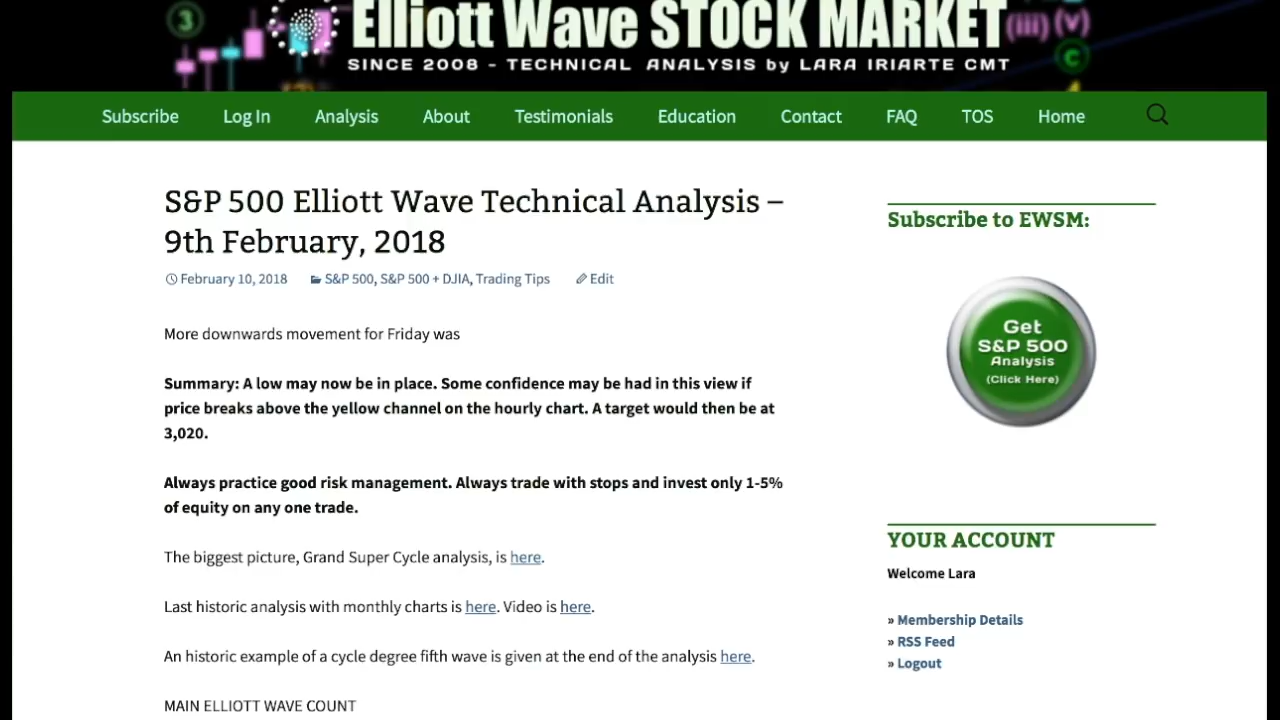 Elliott Wave STOCK MARKET
SINCE 2008 - TECHNICAL ANALYSIS by LARA IRIARTE CMT
3
(iii) (v)
C
Subscribe Log In Analysis About Testimonials Education Contact FAQ TOS Home
S&P 500 Elliott Wave Technical Analysis –
9th February, 2018
February 10, 2018 S&P 500, S&P 500 + DJIA, Trading Tips Edit
More downwards movement for Friday was
Summary: A low may now be in place. Some confidence may be had in this view if
price breaks above the yellow channel on the hourly chart. A target would then be at
3,020.
Always practice good risk management. Always trade with stops and invest only 1-5%
of equity on any one trade.
The biggest picture, Grand Super Cycle analysis, is here.
Last historic analysis with monthly charts is here. Video is here.
An historic example of a cycle degree fifth wave is given at the end of the analysis here.
MAIN ELLIOTT WAVE COUNT
Subscribe to EWSM:
Get
S&P 500
Analysis
(Click Here)
YOUR ACCOUNT
Welcome Lara
» Membership Details
» RSS Feed
» Logout